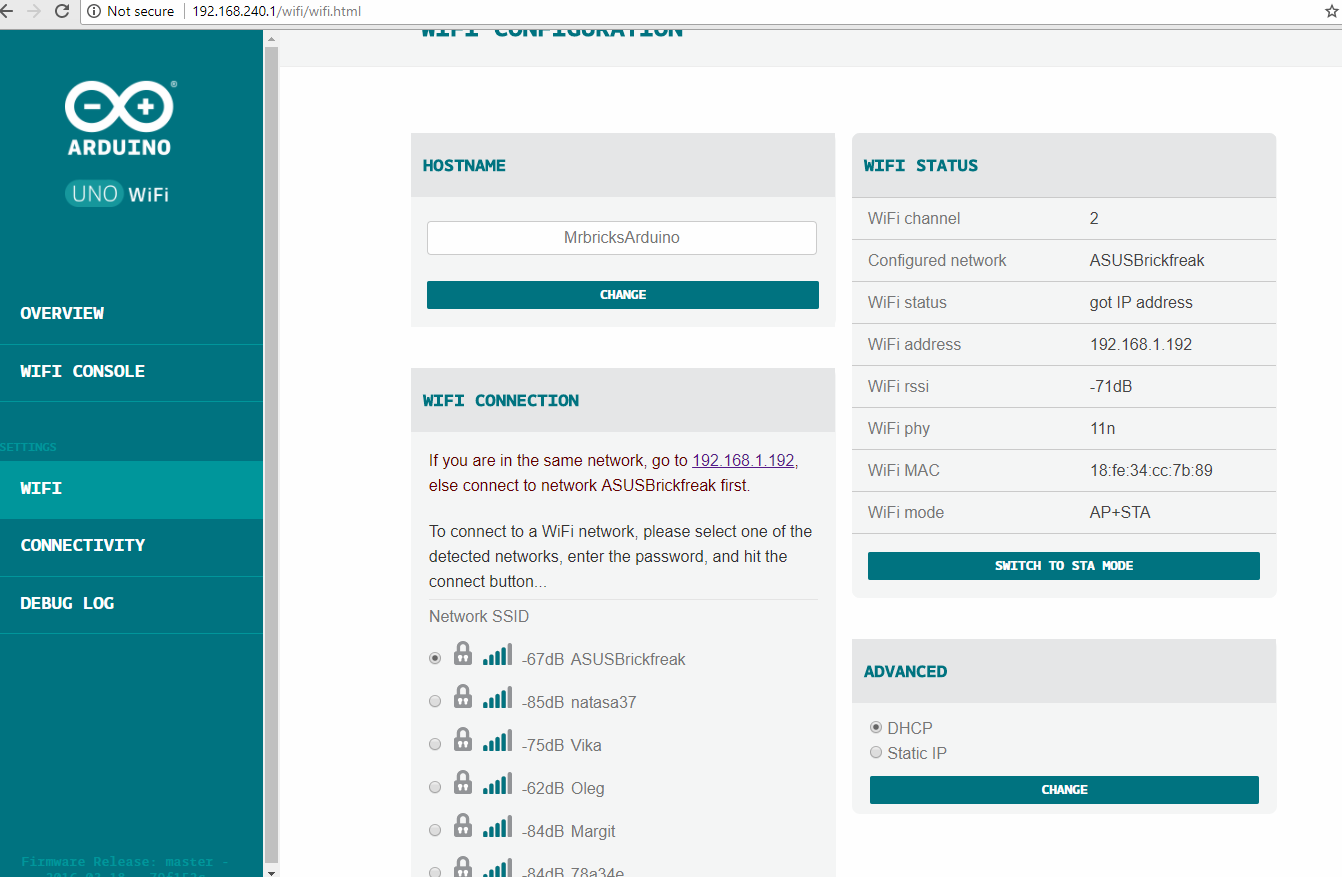 Not secure 192.168.240.1/wifi/wifi.html
WIFI CONFIGURATION
ARDUINO
UNO WiFi
OVERVIEW
WIFI CONSOLE
SETTINGS
WIFI
CONNECTIVITY
DEBUG LOG
Firmware Release: master -
HOSTNAME
MrbricksArduino
CHANGE
WIFI CONNECTION
If you are in the same network, go to 192.168.1.192,
else connect to network ASUSBrickfreak first.
To connect to a WiFi network, please select one of the
detected networks, enter the password, and hit the
connect button...
Network SSID
-67dB ASUSBrickfreak
-85dB natasa37
-75dB Vika
-62dB Oleg
-84dB Margit
-84dB 78a34e
WIFI STATUS
WiFi channel 2
Configured network ASUSBrickfreak
WiFi status got IP address
WiFi address 192.168.1.192
WiFi rssi -71dB
WiFi phy 11n
WiFi MAC 18:fe:34:cc:7b:89
WiFi mode AP+STA
SWITCH TO STA MODE
ADVANCED
DHCP
Static IP
CHANGE